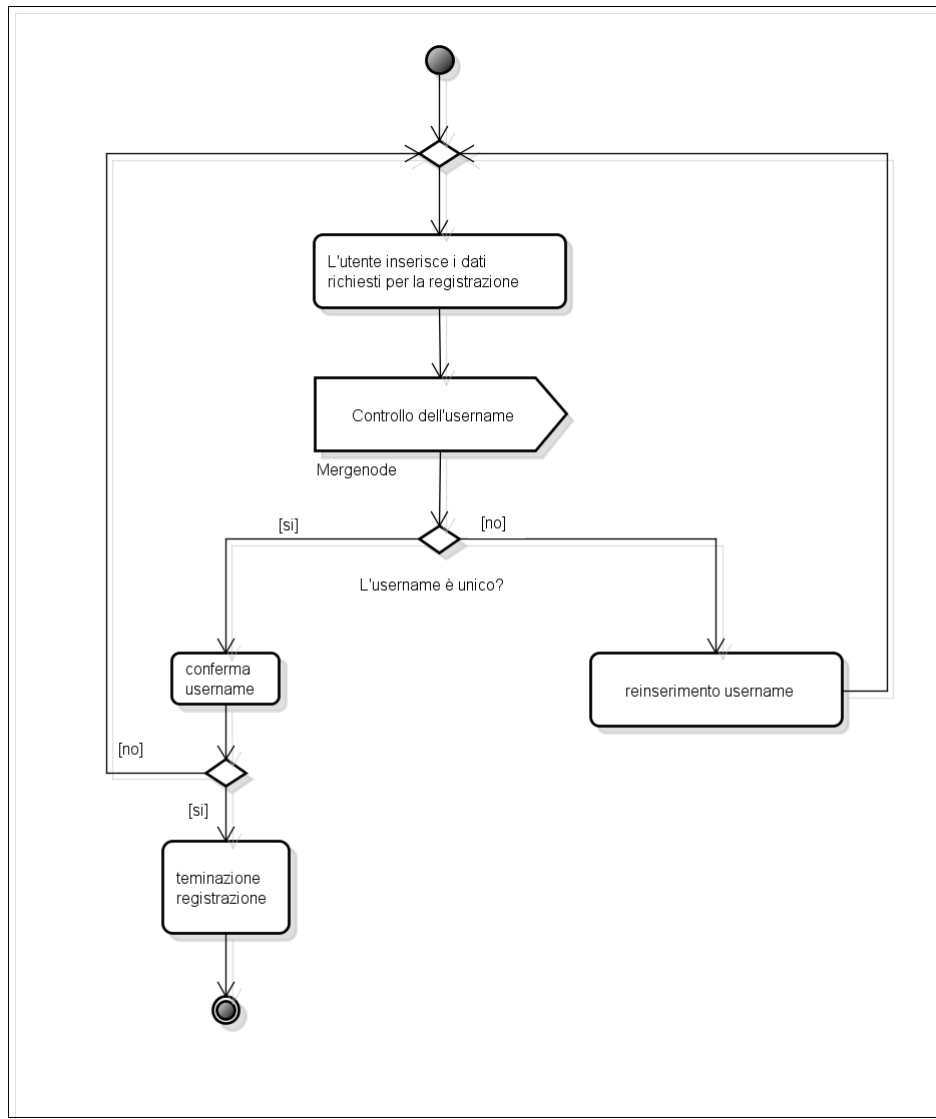 L'utente inserisce i dati
richiesti per la registrazione
Controllo dell'username
Mergenode
[si]
[no]
L'username è unico?
conferma
username
reinserimento username
[no]
[si]
teminazione
registrazione